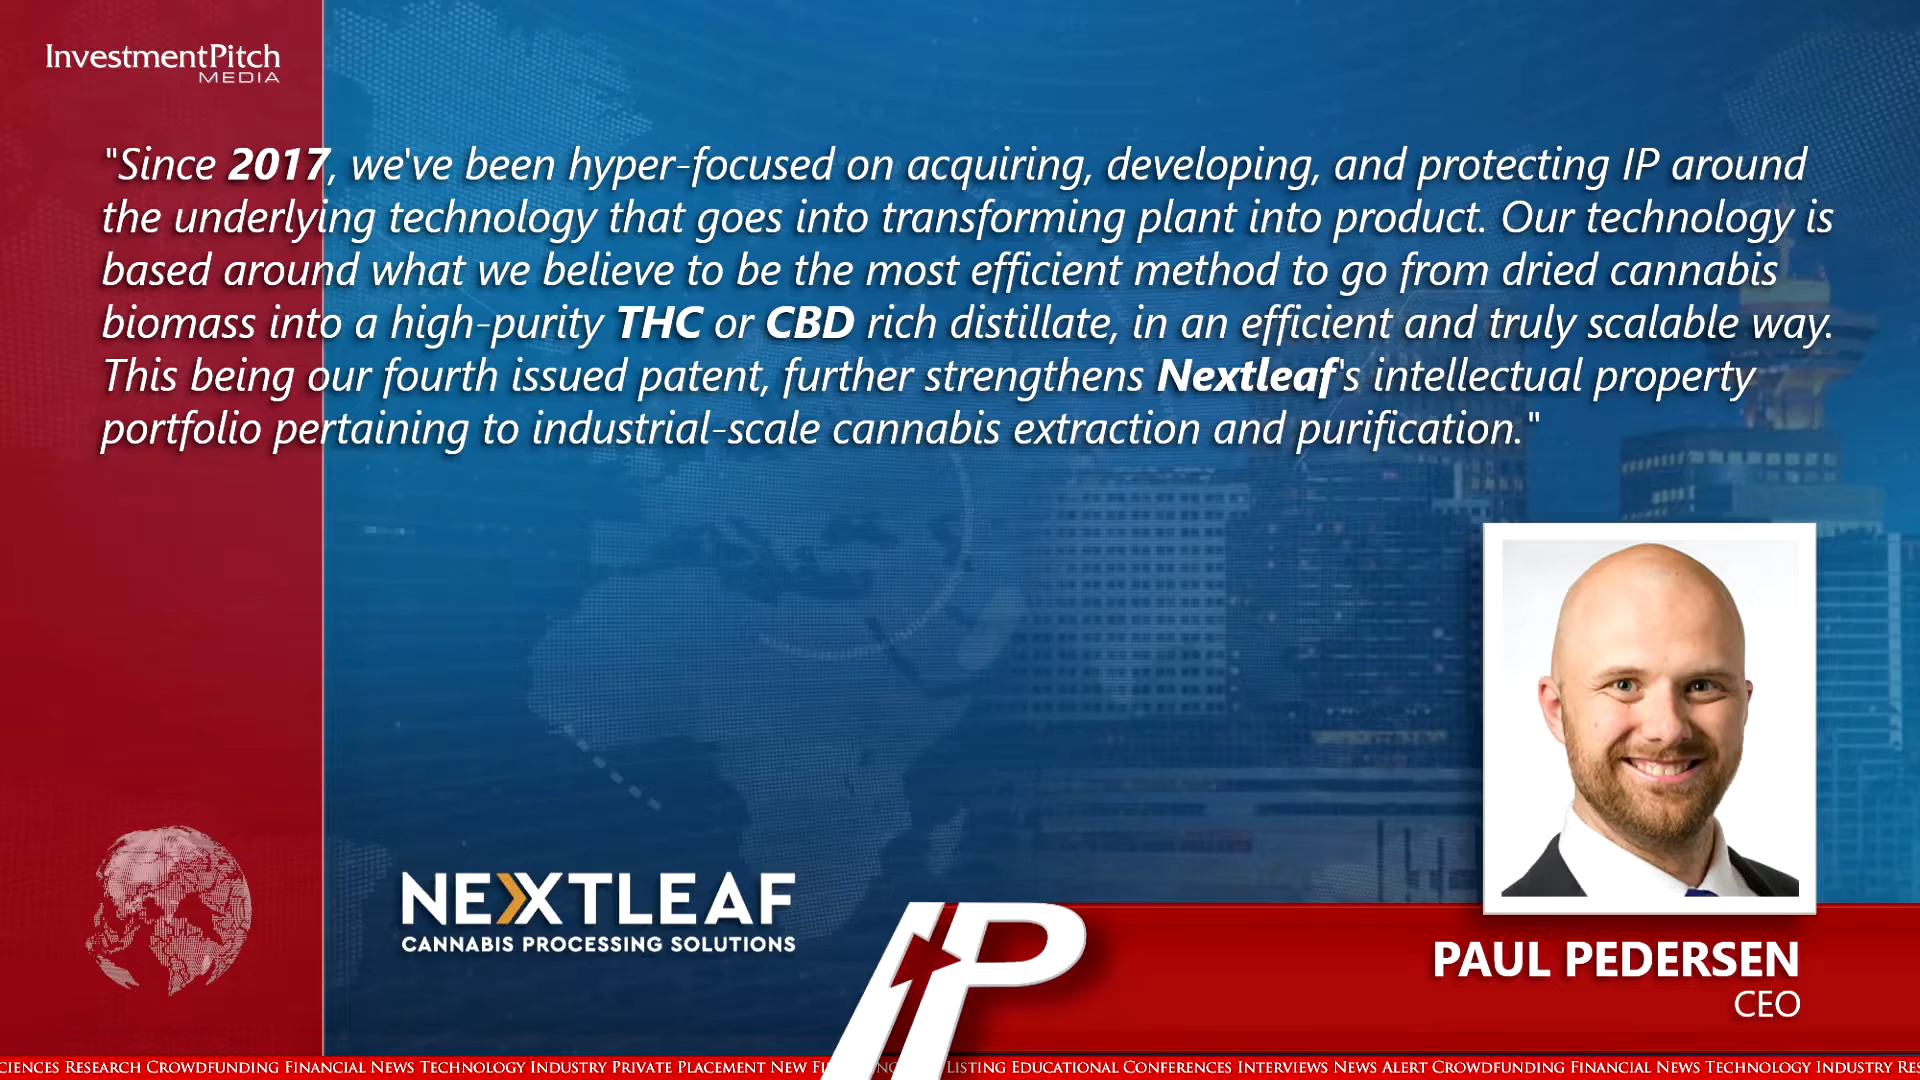 InvestmentPitch
MEDIA
"Since 2017, we've been hyper-focused on acquiring, developing, and protecting IP around
the underlying technology that goes into transforming plant into product. Our technology is
based around what we believe to be the most efficient method to go from dried cannabis
biomass into a high-purity THC or CBD rich distillate, in an efficient and truly scalable way.
This being our fourth issued patent, further strengthens Nextleaf's intellectual property
portfolio pertaining to industrial-scale cannabis extraction and purification."
NEXTLEAF
CANNABIS PROCESSING SOLUTIONS
IP
PAUL PEDERSEN
CEO
RESEARCH CROWDFUNDING FINANCIAL NEWS TECHNOLOGY INDUSTRY PRIVATE PLACEMENT NEW LISTING EDUCATIONAL CONFERENCES INTERVIEWS NEWS ALERT CROWDFUNDING FINANCIAL NEWS TECHNOLOGY INDUSTRY